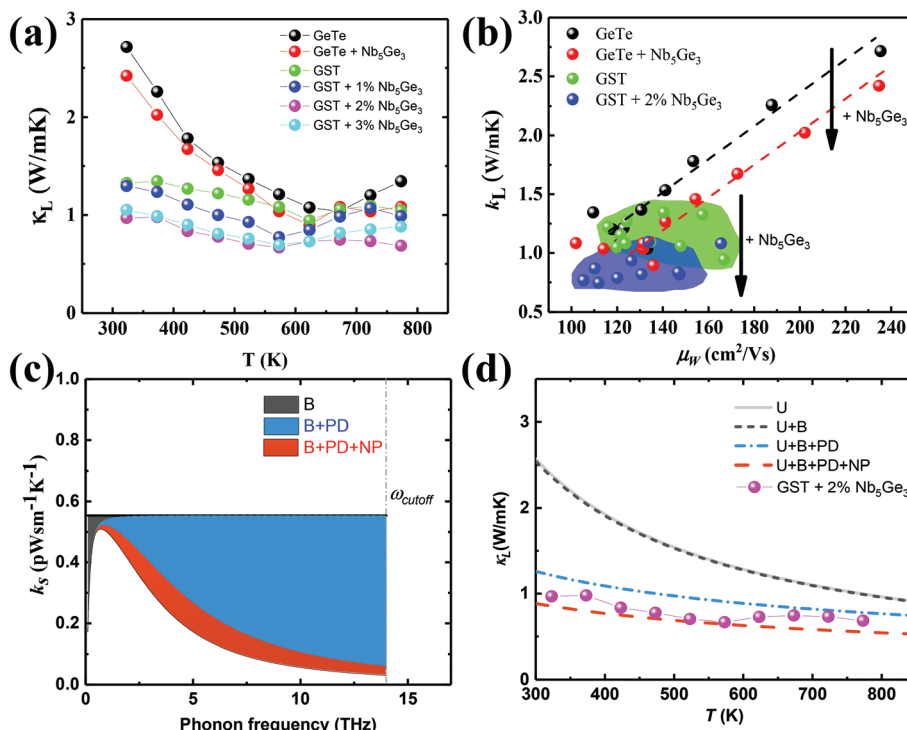 (a)
κL (W/mK)
3
2
1
0
GeTe
GeTe + Nb5Ge3
GST
GST + 1% Nb5Ge3
GST + 2% Nb5Ge3
GST + 3% Nb5Ge3
300 400 500 600 700 800
T (K)
(b)
kL (W/mK)
3.0
2.5
2.0
1.5
1.0
0.5
GeTe
GeTe + Nb5Ge3
GST
GST + 2% Nb5Ge3
+ Nb5Ge3
+ Nb5Ge3
100 120 140 160 180 200 220 240
μW (cm²/Vs)
(c)
kS (pWsm⁻¹K⁻¹)
1.0
0.8
0.6
0.4
0.2
0.0
B
B+PD
B+PD+NP
ωcutoff
0 5 10 15
Phonon frequency (THz)
(d)
κL(W/mK)
3
2
1
0
U
U+B
U+B+PD
U+B+PD+NP
GST + 2% Nb5Ge3
300 400 500 600 700 800
T (K)